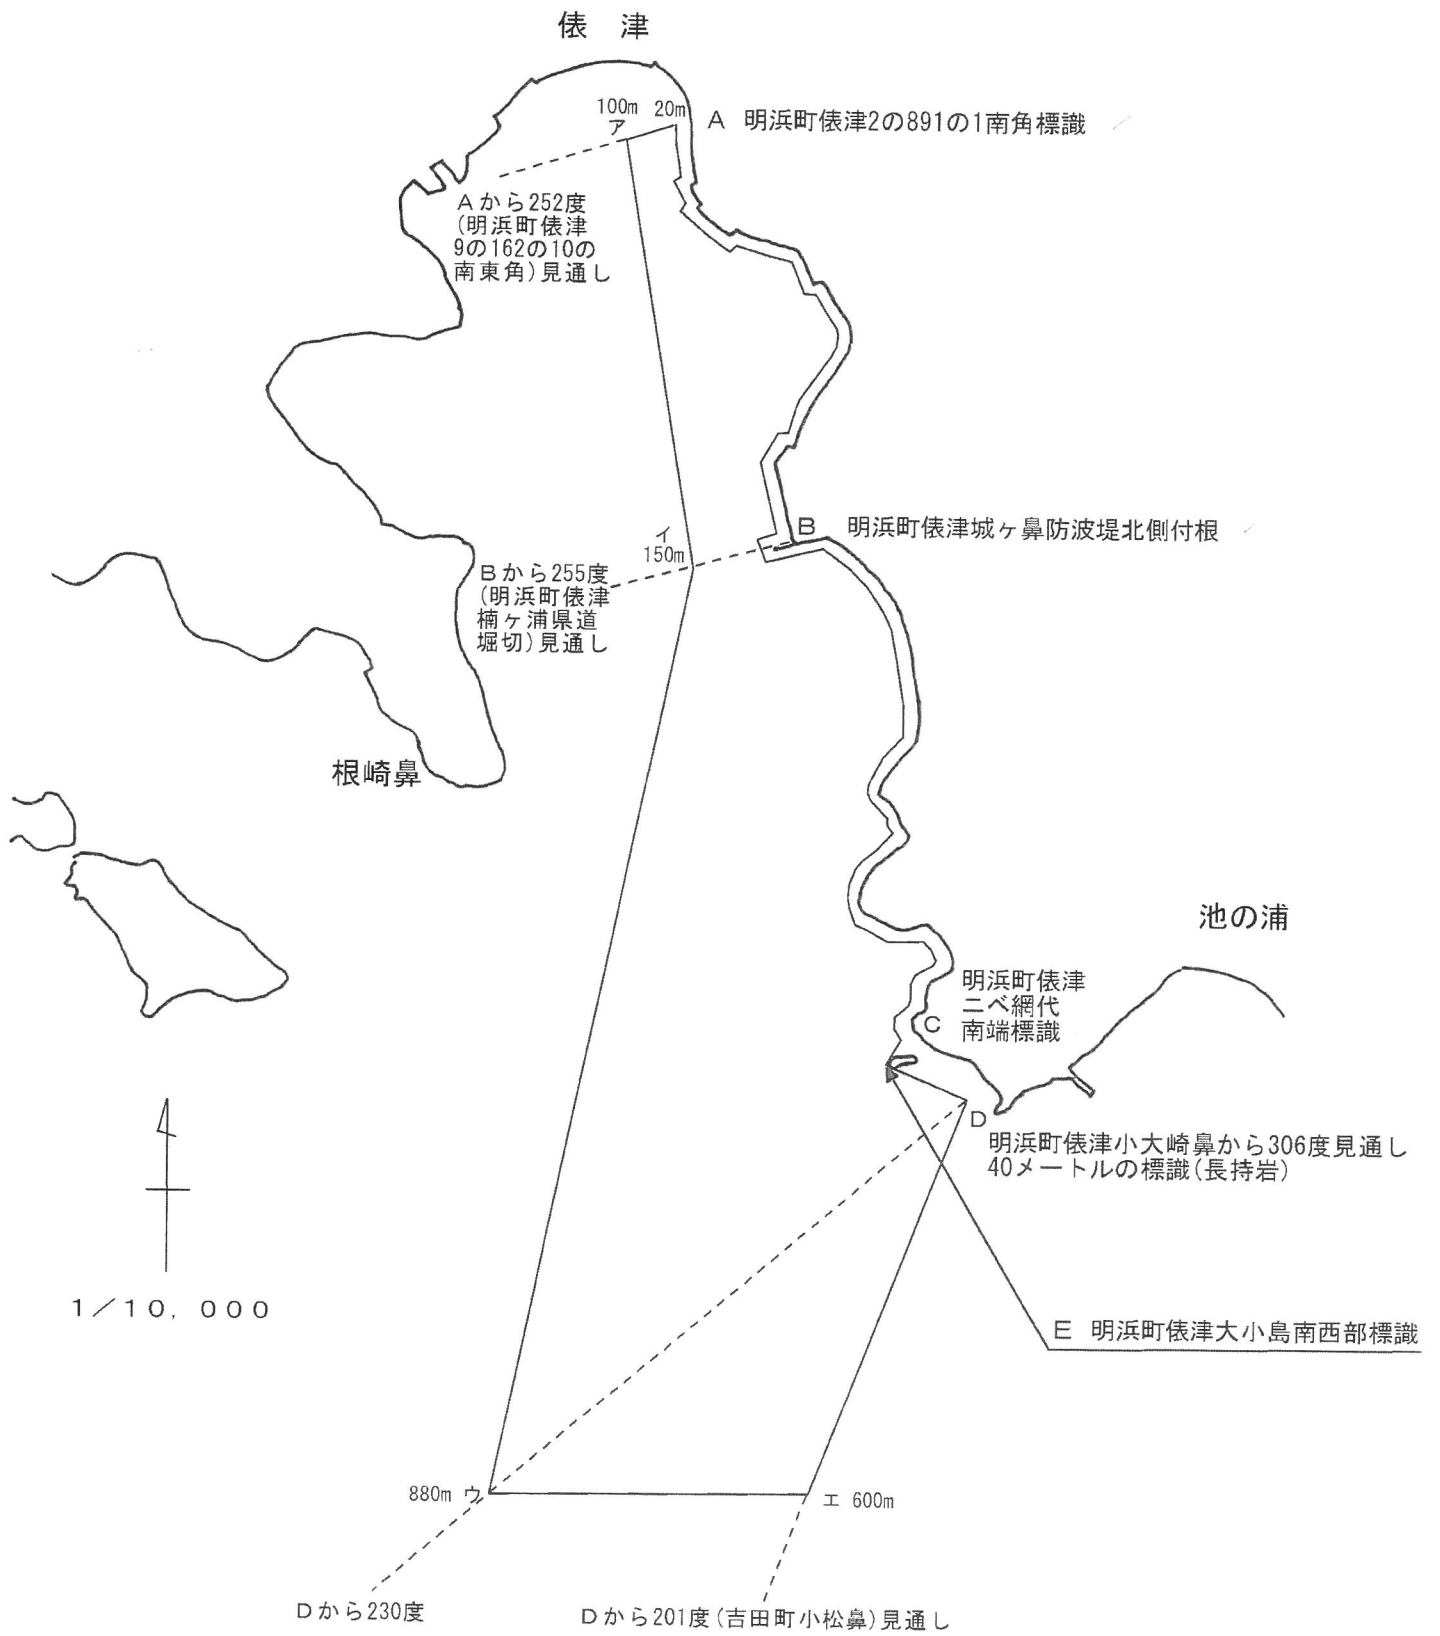 俵　津
100m 20m
ア
A 明浜町俵津2の891の1南角標識
Aから252度
(明浜町俵津
9の162の10の
南東角)見通し
イ
150m
B 明浜町俵津城ヶ鼻防波堤北側付根
Bから255度
(明浜町俵津
楠ヶ浦県道
堀切)見通し
根崎鼻
池の浦
明浜町俵津
ニベ網代
南端標識
C
D
明浜町俵津小大崎鼻から306度見通し
40メートルの標識(長持岩)
1/10,000
E 明浜町俵津大小島南西部標識
880m ウ
エ 600m
Dから230度
Dから201度(吉田町小松鼻)見通し